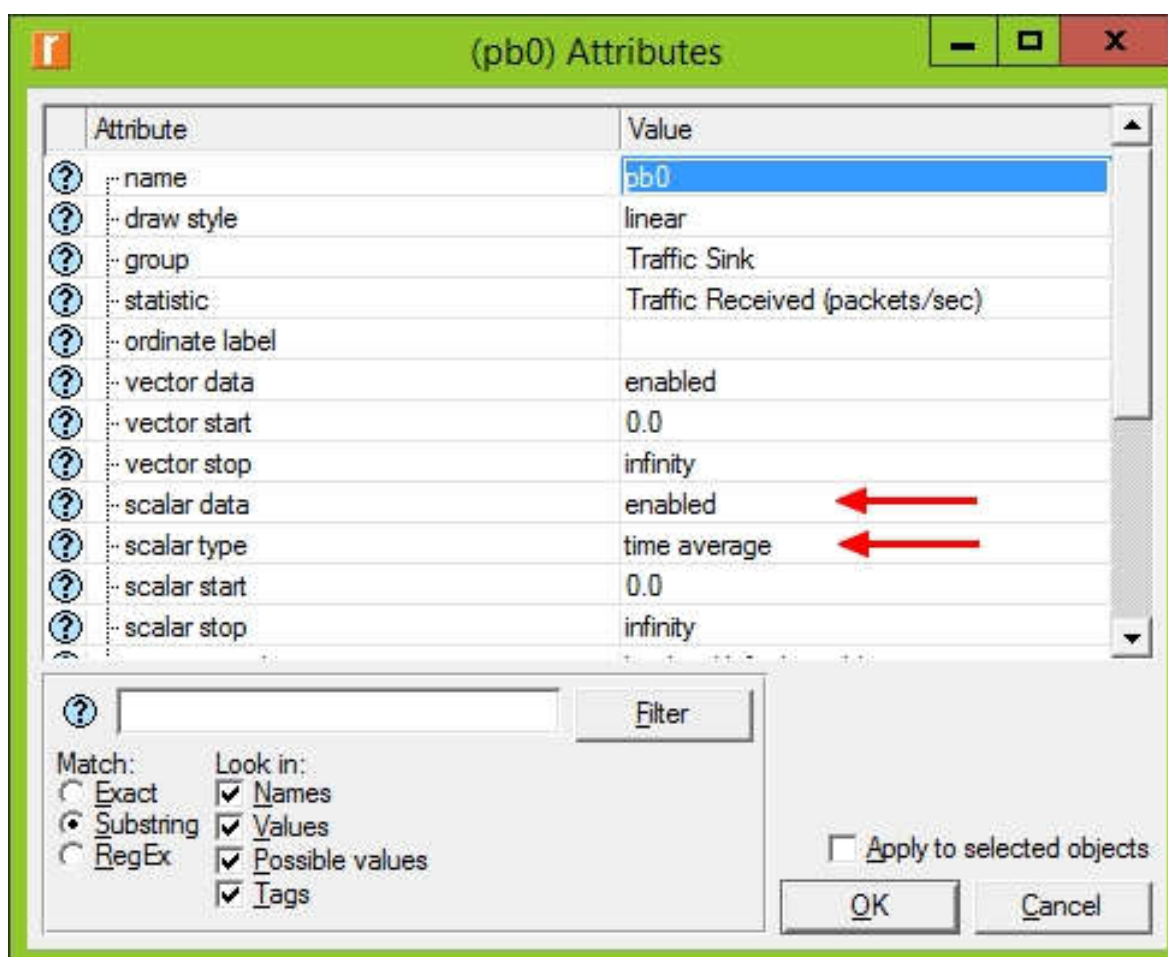 (pb0) Attributes
Attribute Value
name pb0
draw style linear
group Traffic Sink
statistic Traffic Received (packets/sec)
ordinate label
vector data enabled
vector start 0.0
vector stop infinity
scalar data enabled
scalar type time average
scalar start 0.0
scalar stop infinity
Filter
Match: Look in:
Exact Names
Substring Values
RegEx Possible values
Tags
Apply to selected objects
OK Cancel